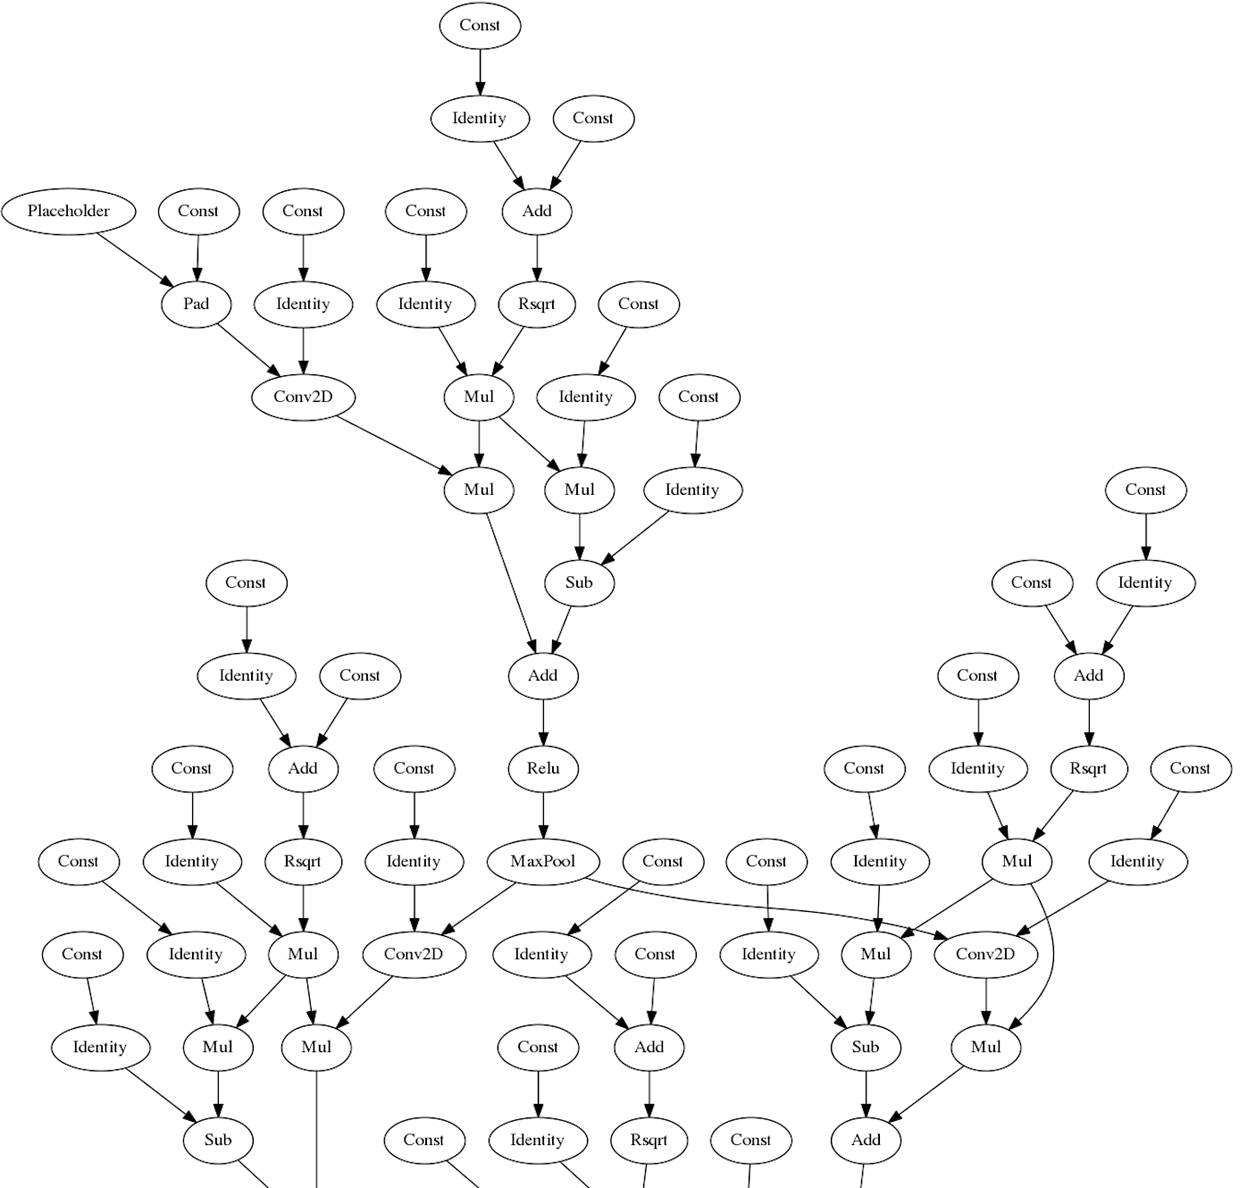 Const
Identity Const
Placeholder Const Const Const Add
Pad Identity Identity Rsqrt Const
Conv2D Mul Identity Const
Mul Mul Identity Const
Const Sub Const Identity
Identity Const Add Const Add
Const Add Const Relu Const Identity Rsqrt Const
Const Identity Rsqrt Identity MaxPool Const Const Identity Mul Identity
Const Identity Mul Conv2D Identity Const Identity Mul Conv2D
Identity Mul Mul Const Add Sub Mul
Sub Const Identity Rsqrt Const Add